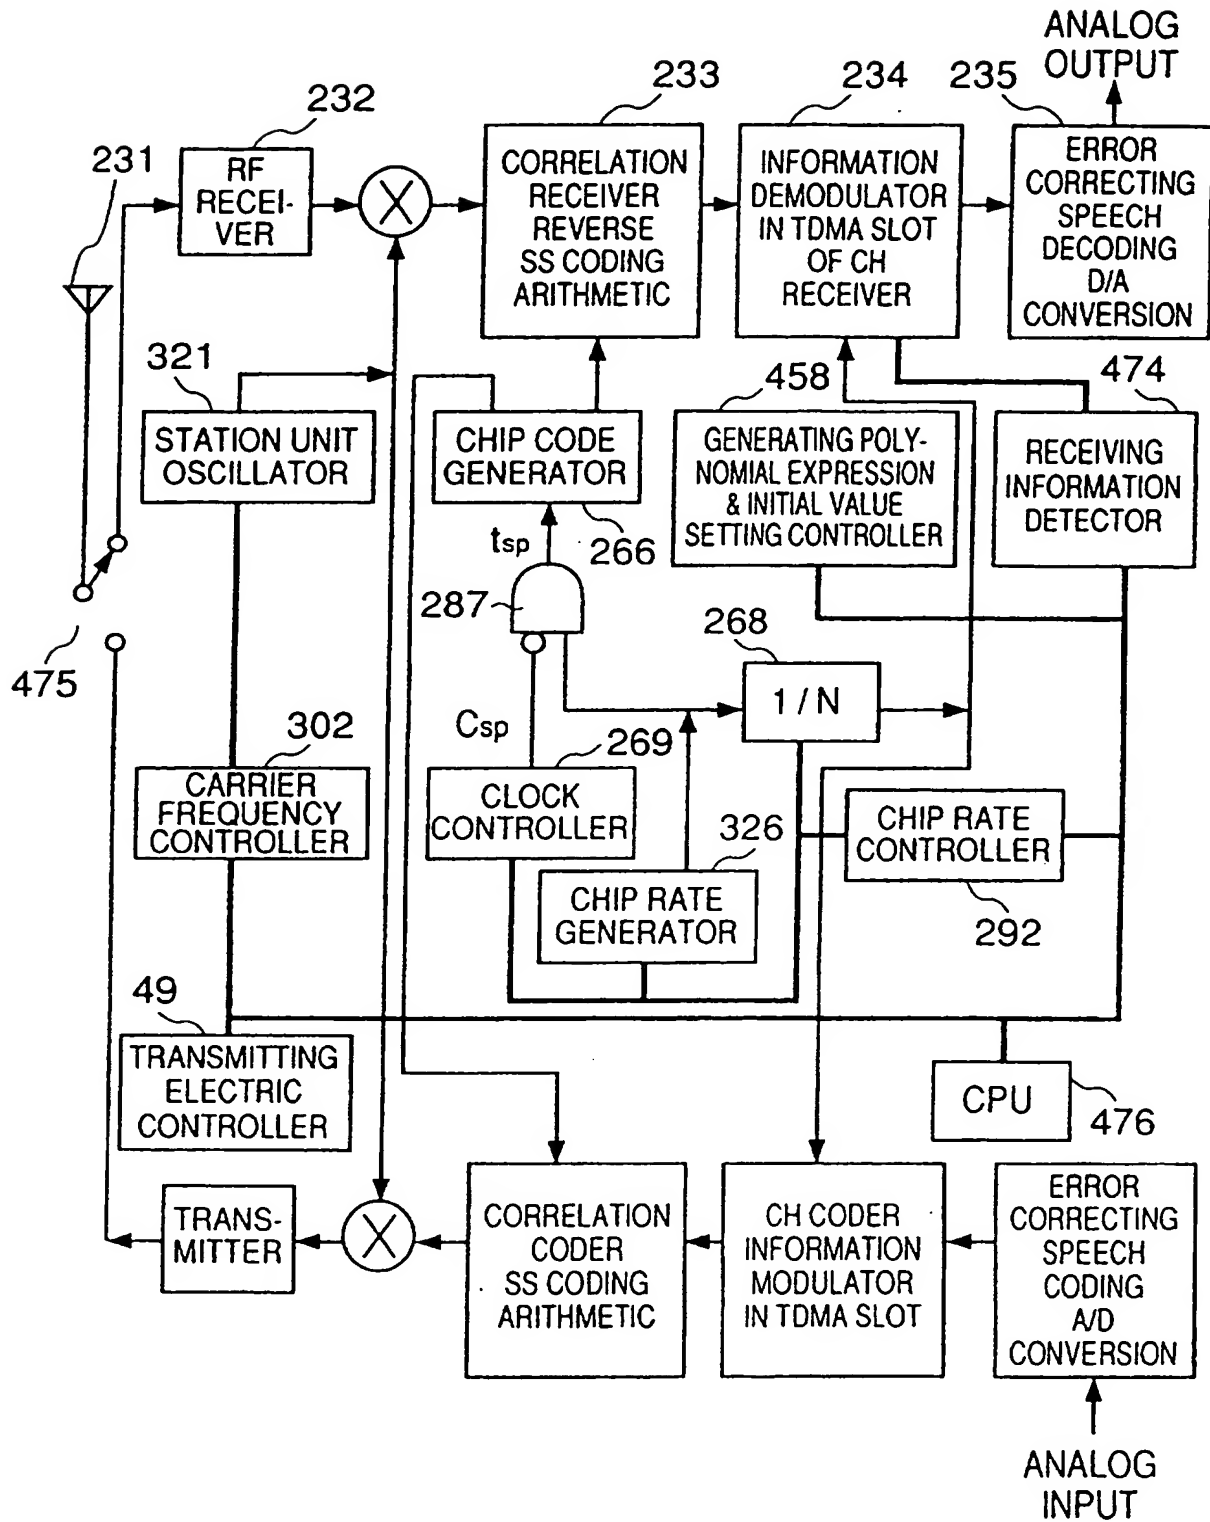 ANALOG
OUTPUT
231
232
233
234
235
RF
RECEI-
VER
X
CORRELATION
RECEIVER
REVERSE
SS CODING
ARITHMETIC
INFORMATION
DEMODULATOR
IN TDMA SLOT
OF CH
RECEIVER
ERROR
CORRECTING
SPEECH
DECODING
D/A
CONVERSION
321
458
474
STATION UNIT
OSCILLATOR
CHIP CODE
GENERATOR
GENERATING POLY-
NOMIAL EXPRESSION
& INITIAL VALUE
SETTING CONTROLLER
RECEIVING
INFORMATION
DETECTOR
tsp
266
287
475
268
1/N
Csp
302
269
CARRIER
FREQUENCY
CONTROLLER
CLOCK
CONTROLLER
326
CHIP RATE
CONTROLLER
CHIP RATE
GENERATOR
292
49
TRANSMITTING
ELECTRIC
CONTROLLER
CPU
476
TRANS-
MITTER
X
CORRELATION
CODER
SS CODING
ARITHMETIC
CH CODER
INFORMATION
MODULATOR
IN TDMA SLOT
ERROR
CORRECTING
SPEECH
CODING
A/D
CONVERSION
ANALOG
INPUT